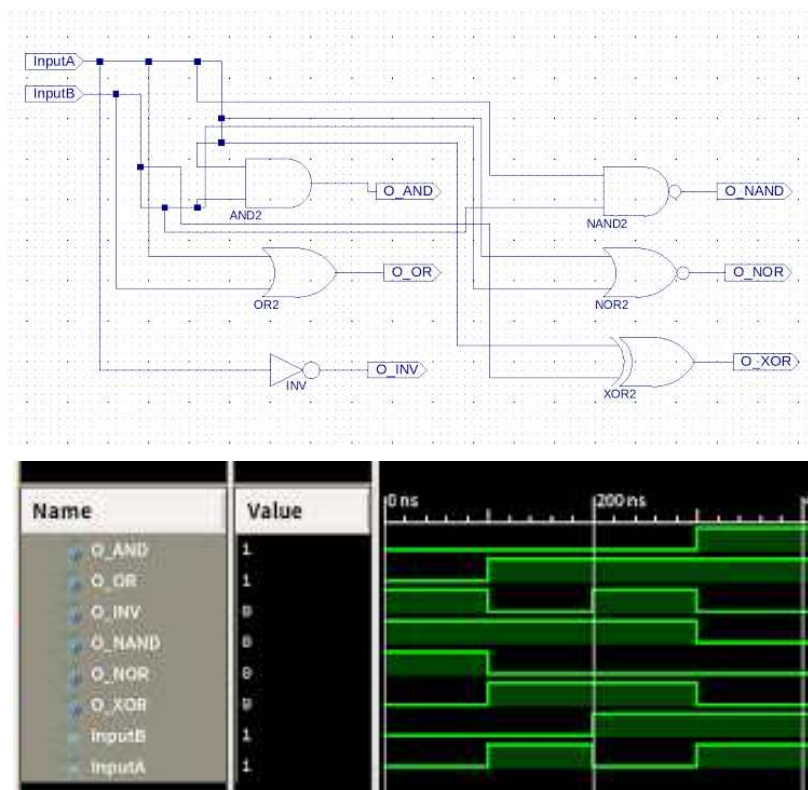 InputA
InputB
O_AND
AND2
O_NAND
NAND2
O_OR
OR2
O_NOR
NOR2
O_INV
INV
O_XOR
XOR2
Name Value 0 ns 200 ns
O_AND 1
O_OR 1
O_INV 0
O_NAND 0
O_NOR 0
O_XOR 0
InputB 1
InputA 1